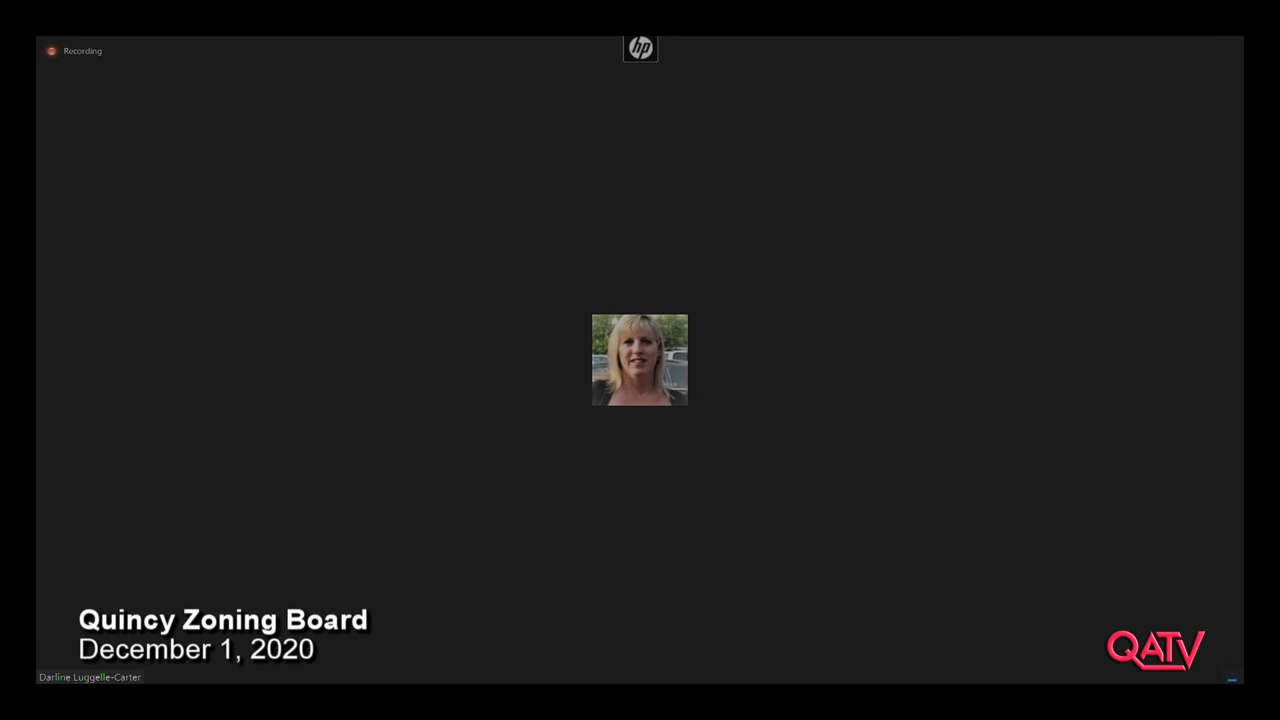 Recording
hp
Quincy Zoning Board
December 1, 2020
QATV
Darline Luggelle-Carter